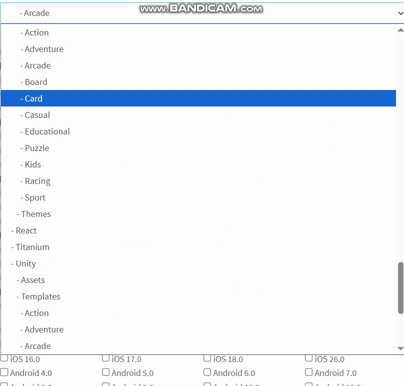 - Arcade
WWW.BANDICAM.COM
- Action
- Adventure
- Arcade
- Board
- Card
- Casual
- Educational
- Puzzle
- Kids
- Racing
- Sport
- Themes
- React
- Titanium
- Unity
- Assets
- Templates
- Action
- Adventure
- Arcade
iOS 16.0 iOS 17.0 iOS 18.0 iOS 26.0
Android 4.0 Android 5.0 Android 6.0 Android 7.0